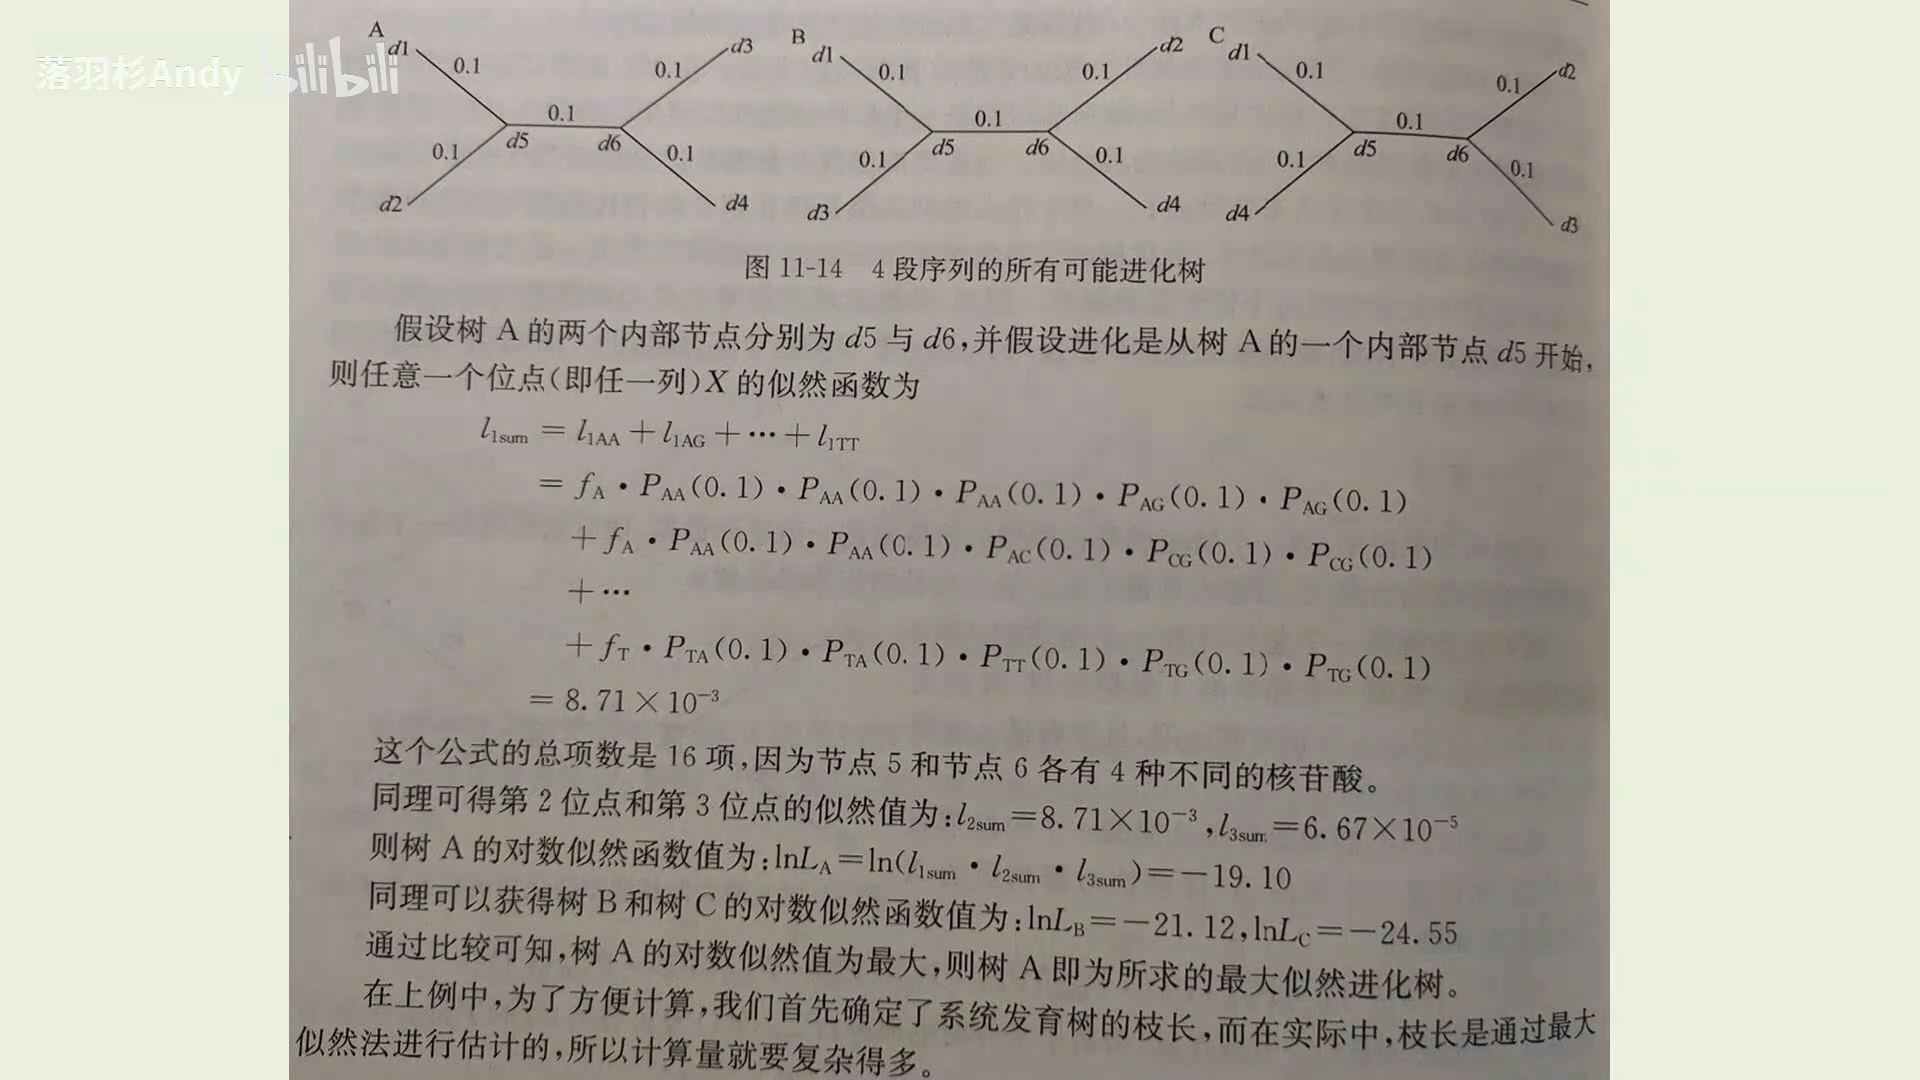 落羽杉Andy bilibili
A
d1 0.1 0.1 d3
0.1
d5 d6
0.1 0.1
d2 d4
B
d1 0.1 0.1 d2
0.1
d5 d6
0.1 0.1
d3 d4
C
d1 0.1 0.1 d2
0.1
d5 d6
0.1 0.1
d4 d3
图 11-14 4 段序列的所有可能进化树
假设树 A 的两个内部节点分别为 d5 与 d6,并假设进化是从树 A 的一个内部节点 d5 开始,
则任意一个位点(即任一列)X 的似然函数为
l1sum = l1AA + l1AG + ⋯ + l1TT
= fA • PAA(0.1) • PAA(0.1) • PAA(0.1) • PAG(0.1) • PAG(0.1)
+ fA • PAA(0.1) • PAA(0.1) • PAC(0.1) • PCG(0.1) • PCG(0.1)
+ ⋯
+ fT • PTA(0.1) • PTA(0.1) • PTT(0.1) • PTG(0.1) • PTG(0.1)
= 8.71×10−3
这个公式的总项数是 16 项,因为节点 5 和节点 6 各有 4 种不同的核苷酸。
同理可得第 2 位点和第 3 位点的似然值为:l2sum=8.71×10−3,l3sum=6.67×10−5
则树 A 的对数似然函数值为:lnLA=ln(l1sum • l2sum • l3sum)=−19.10
同理可以获得树 B 和树 C 的对数似然函数值为:lnLB=−21.12,lnLC=−24.55
通过比较可知,树 A 的对数似然值为最大,则树 A 即为所求的最大似然进化树。
在上例中,为了方便计算,我们首先确定了系统发育树的枝长,而在实际中,枝长是通过最大
似然法进行估计的,所以计算量就要复杂得多。